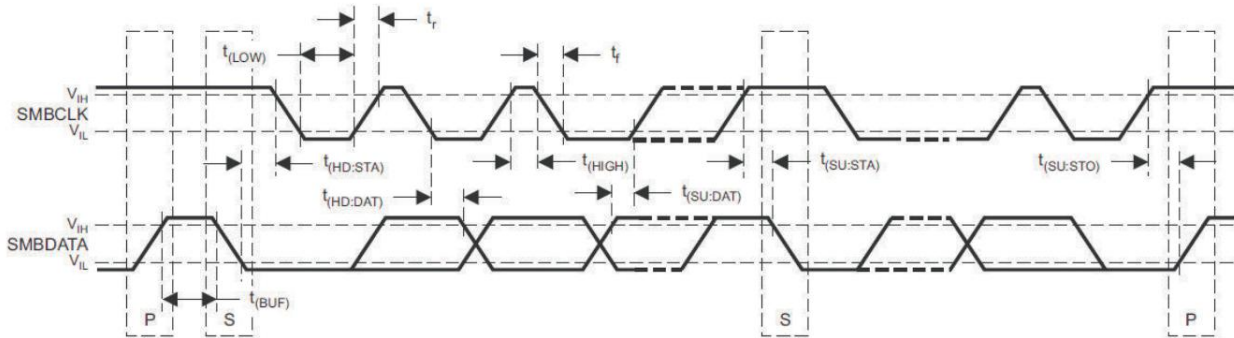 t(LOW)
tr
tf
VIH
SMBCLK
VIL
t(HD:STA)
t(HIGH)
t(SU:STA)
t(SU:STO)
t(HD:DAT)
t(SU:DAT)
VIH
SMBDATA
VIL
t(BUF)
P
S
S
P